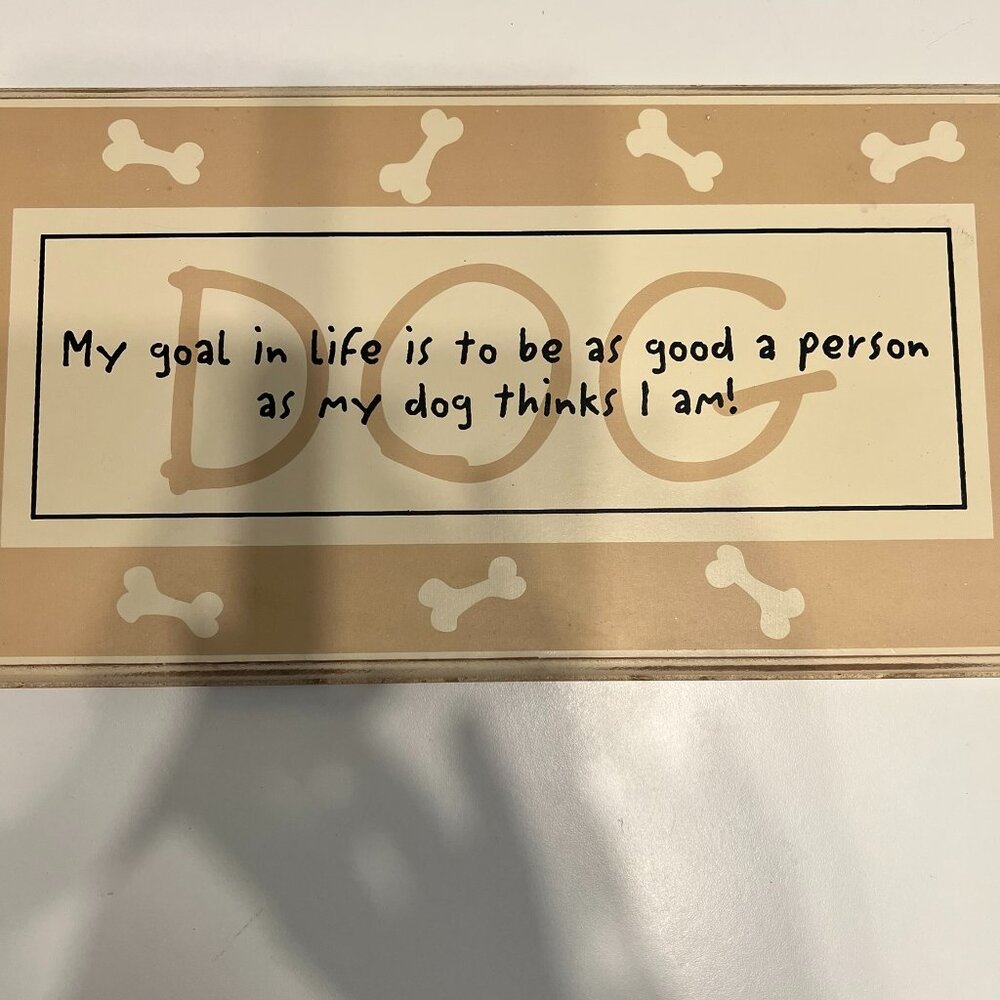 DOG
My goal in life is to be as good a person
as my dog thinks I am!